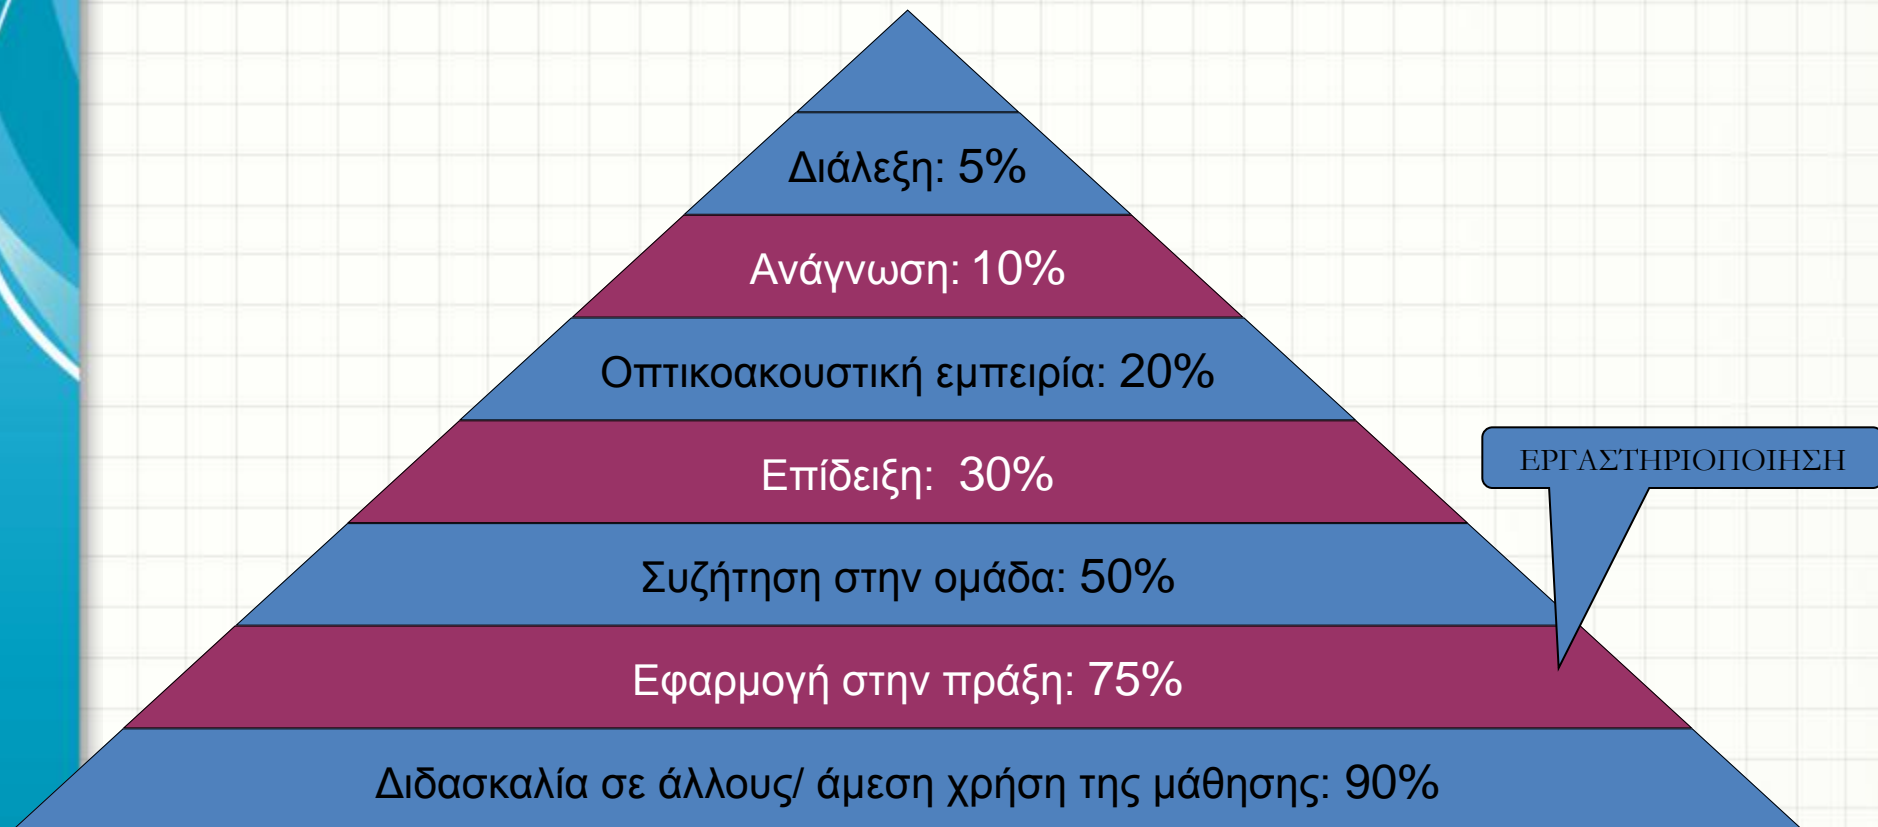 Διάλεξη: 5%
Ανάγνωση: 10%
Οπτικοακουστική εμπειρία: 20%
Επίδειξη:  30%
ΕΡΓΑΣΤΗΡΙΟΠΟΙΗΣΗ
Συζήτηση στην ομάδα: 50%
Εφαρμογή στην πράξη: 75%
Διδασκαλία σε άλλους/ άμεση χρήση της μάθησης: 90%